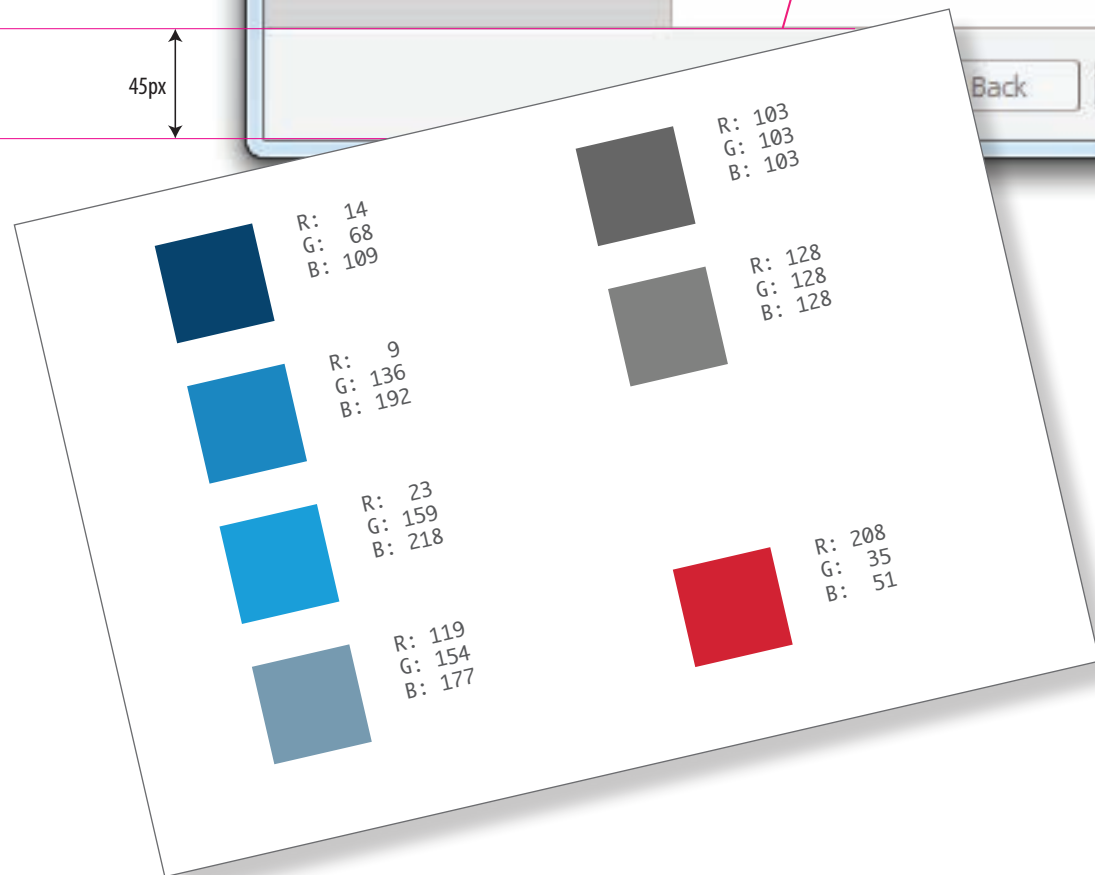 45px
Back
R: 14
G: 68
B: 109
R: 9
G: 136
B: 192
R: 23
G: 159
B: 218
R: 119
G: 154
B: 177
R: 103
G: 103
B: 103
R: 128
G: 128
B: 128
R: 208
G: 35
B: 51